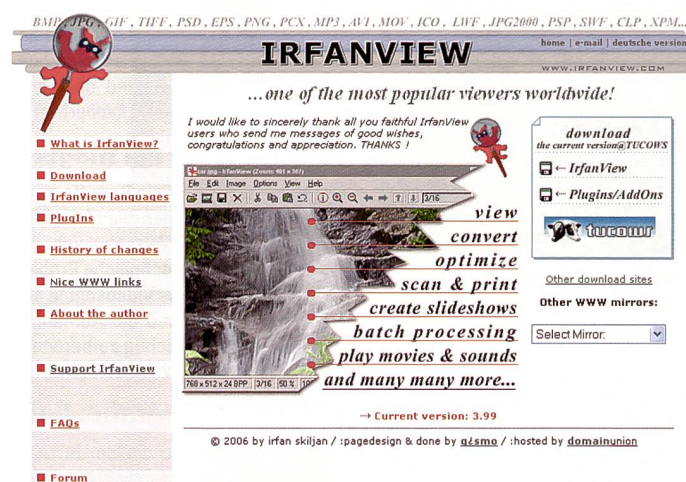 BMP , JPG , GIF , TIFF , PSD , EPS , PNG , PCX , MP3 , AVI , MOV , ICO , LWF , JPG2000 , PSP , SWF , CLP , XPM...
IRFANVIEW
home | e-mail | deutsche version
WWW.IRFANVIEW.COM
...one of the most popular viewers worldwide!
What is IrfanView?
Download
IrfanView languages
PlugIns
History of changes
Nice WWW links
About the author
Support IrfanView
FAQs
Forum
I would like to sincerely thank all you faithful IrfanView
users who send me messages of good wishes,
congratulations and appreciation. THANKS !
File Edit Image Options View Help
3/16
view
convert
optimize
scan & print
create slideshows
batch processing
play movies & sounds
and many many more...
768 x 512 x 24 BPP 3/16 50 %
→ Current version: 3.99
download
the current version@TUCOWS
← IrfanView
← Plugins/AddOns
tucows
Other download sites
Other WWW mirrors:
Select Mirror:
© 2006 by irfan skiljan / :pagedesign & done by q¿smo / :hosted by domainunion